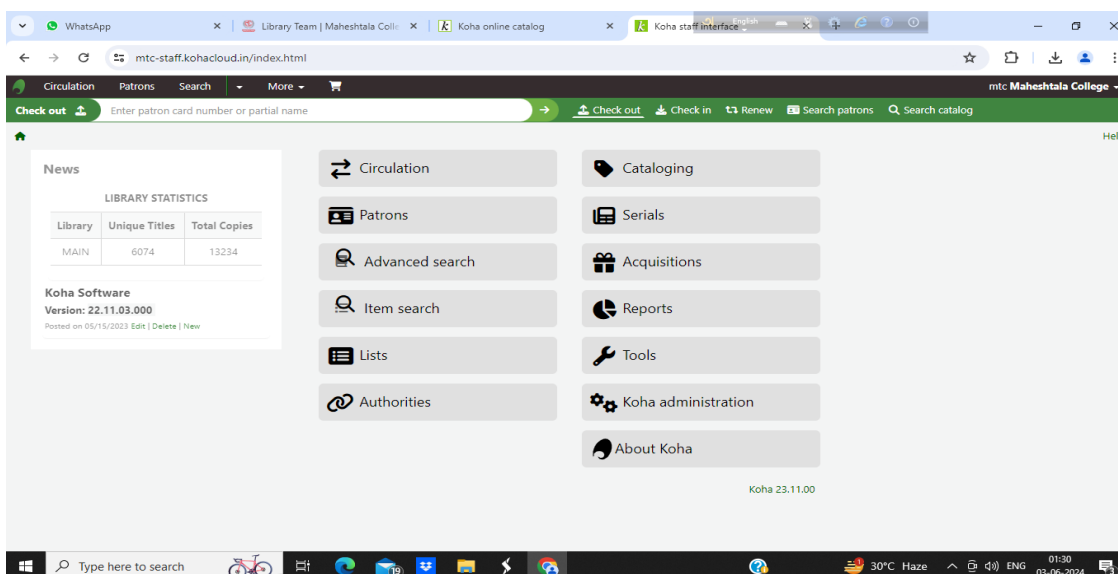 WhatsApp
Library Team | Maheshtala Colle
Koha online catalog
Koha staff interface
English
mtc-staff.kohacloud.in/index.html
Circulation Patrons Search More mtc Maheshtala College
Check out Enter patron card number or partial name Check out Check in Renew Search patrons Search catalog
Hel
News
LIBRARY STATISTICS
Library Unique Titles Total Copies
MAIN 6074 13234
Koha Software
Version: 22.11.03.000
Posted on 05/15/2023 Edit | Delete | New
Circulation
Patrons
Advanced search
Item search
Lists
Authorities
Cataloging
Serials
Acquisitions
Reports
Tools
Koha administration
About Koha
Koha 23.11.00
Type here to search
19
30°C Haze
ENG
01:30
03-06-2024